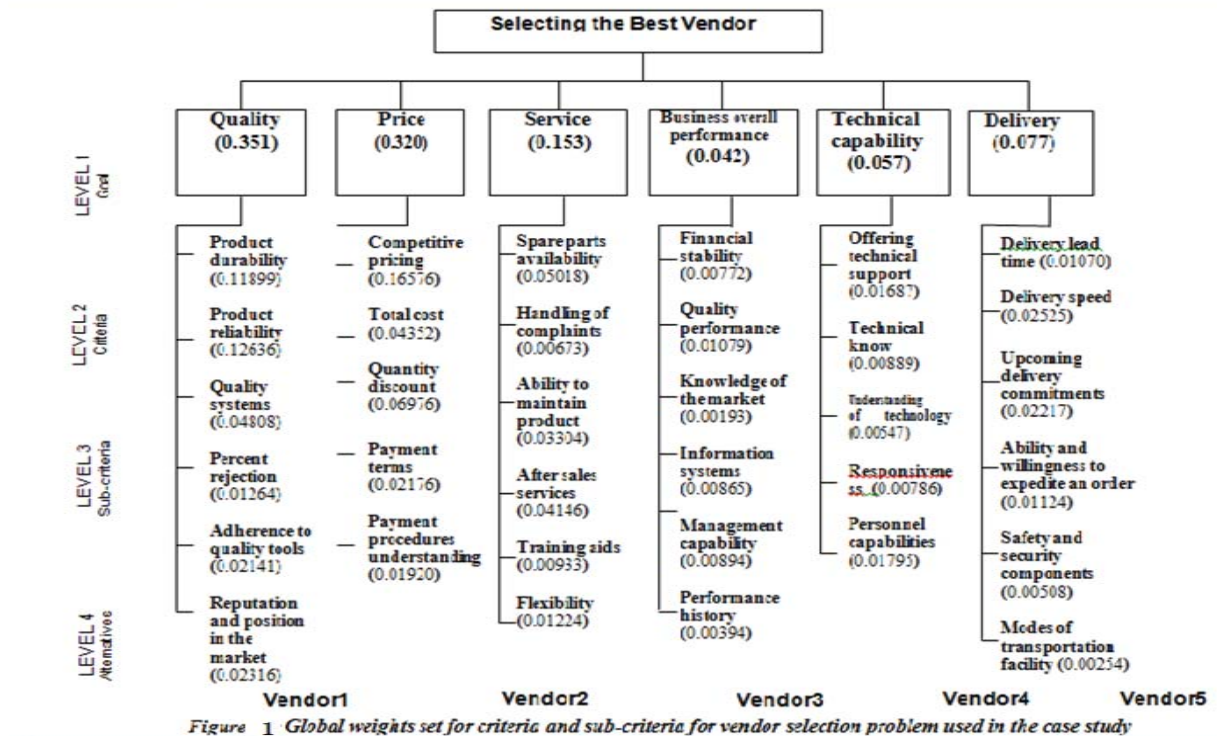 Selecting the Best Vendor
Quality
(0.351)
Price
(0.320)
Service
(0.153)
Business overall
performance
(0.042)
Technical
capability
(0.057)
Delivery
(0.077)
LEVEL 1
Goal
LEVEL 2
Criteria
LEVEL 3
Sub-criteria
LEVEL 4
Alternatives
Product
durability
(0.11899)
Product
reliability
(0.12636)
Quality
systems
(0.04808)
Percent
rejection
(0.01264)
Adherence to
quality tools
(0.02141)
Reputation
and position
in the
market
(0.02316)
Competitive
pricing
(0.16576)
Total cost
(0.04352)
Quantity
discount
(0.06976)
Payment
terms
(0.02176)
Payment
procedures
understanding
(0.01920)
Spare parts
availability
(0.05018)
Handling of
complaints
(0.00673)
Ability to
maintain
product
(0.03304)
After sales
services
(0.04146)
Training aids
(0.00933)
Flexibility
(0.01224)
Financial
stability
(0.00772)
Quality
performance
(0.01079)
Knowledge of
the market
(0.00193)
Information
systems
(0.00865)
Management
capability
(0.00894)
Performance
history
(0.00394)
Offering
technical
support
(0.01687)
Technical
know
(0.00889)
Understanding
of technology
(0.00547)
Responsivene
ss (0.00786)
Personnel
capabilities
(0.01795)
Delivery lead
time (0.01070)
Delivery speed
(0.02525)
Upcoming
delivery
commitments
(0.02217)
Ability and
willingness to
expedite an order
(0.01124)
Safety and
security
components
(0.00508)
Modes of
transportation
facility (0.00254)
Vendor1 Vendor2 Vendor3 Vendor4 Vendor5
Figure 1 Global weights set for criteria and sub-criteria for vendor selection problem used in the case study